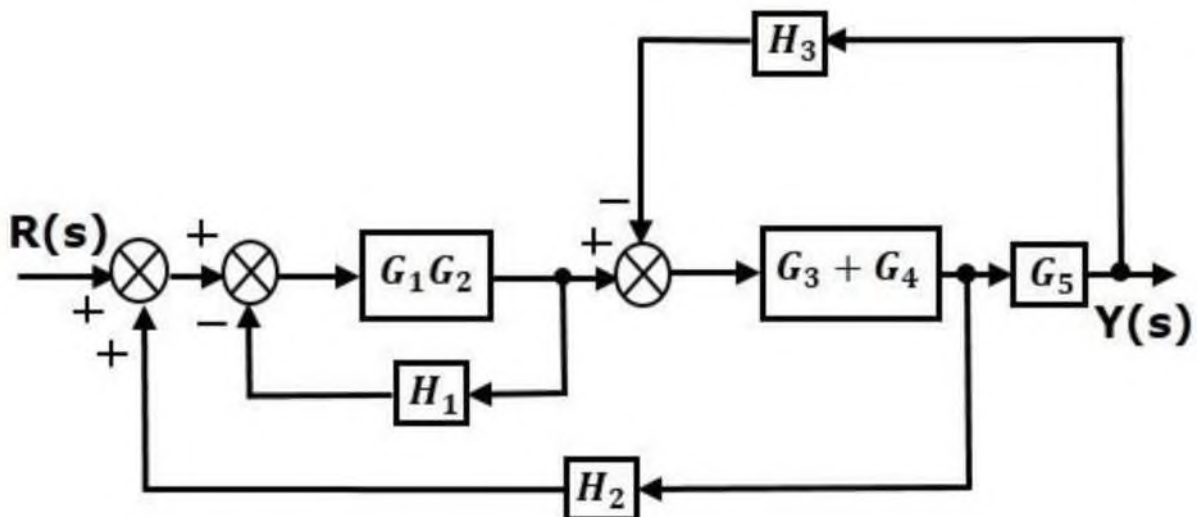 H₃
−
+
+
R(s)
+
+
−
G₁G₂
G₃ + G₄
G₅
Y(s)
H₁
H₂